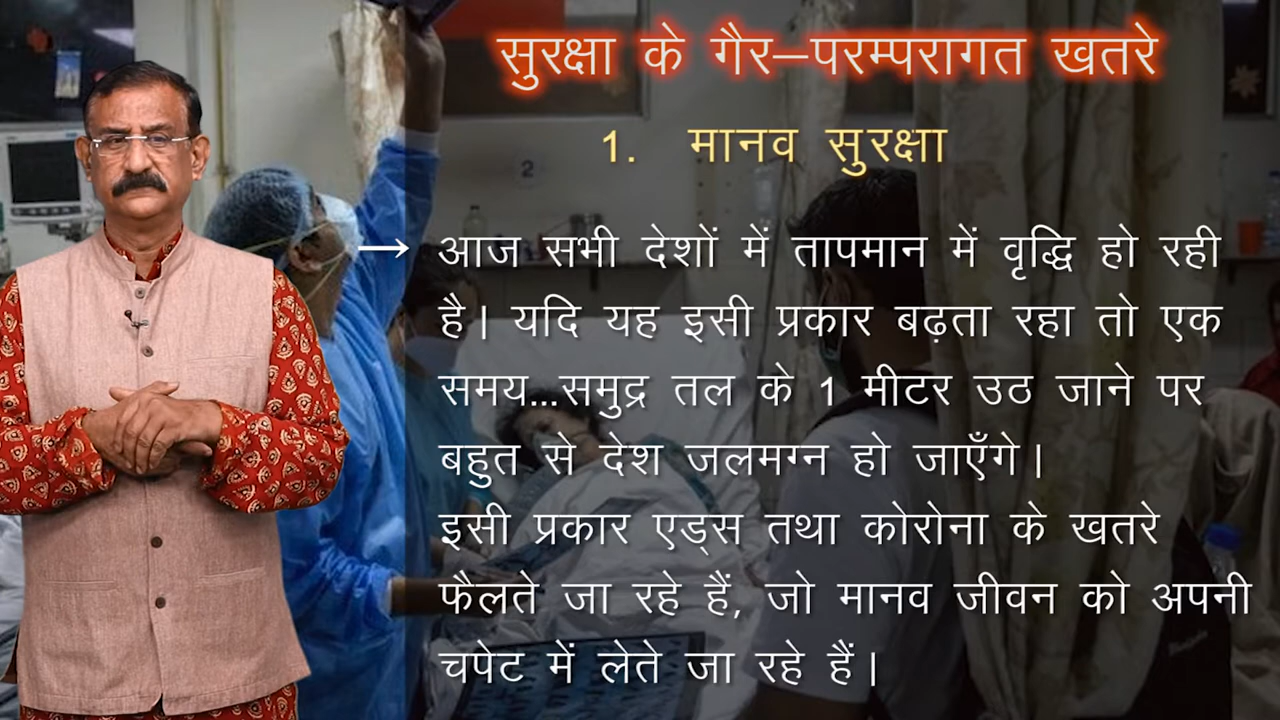 सुरक्षा के गैर–परम्परागत खतरे
1. मानव सुरक्षा
2
→ आज सभी देशों में तापमान में वृद्धि हो रही
है। यदि यह इसी प्रकार बढ़ता रहा तो एक
समय...समुद्र तल के 1 मीटर उठ जाने पर
बहुत से देश जलमग्न हो जाएँगे।
इसी प्रकार एड्स तथा कोरोना के खतरे
फैलते जा रहे हैं, जो मानव जीवन को अपनी
चपेट में लेते जा रहे हैं।